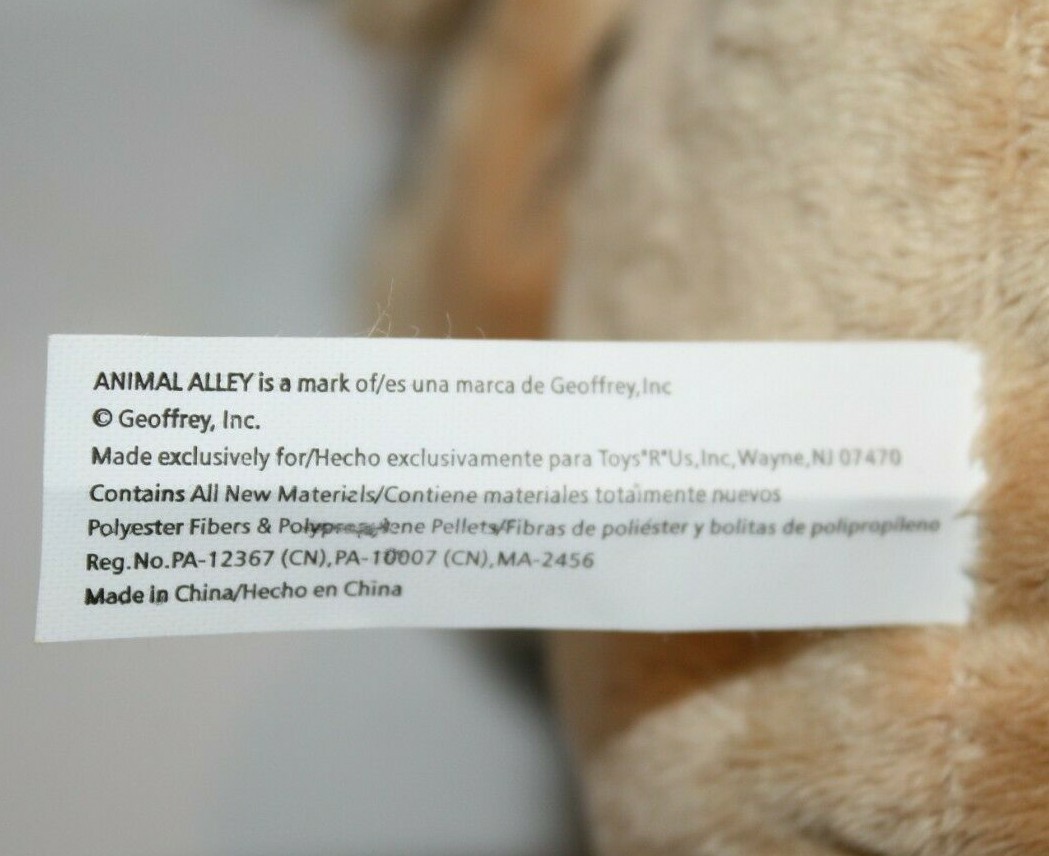 ANIMAL ALLEY is a mark of/es una marca de Geoffrey,Inc
© Geoffrey, Inc.
Made exclusively for/Hecho exclusivamente para Toys"R"Us,Inc,Wayne,NJ 07470
Contains All New Materials/Contiene materiales totalmente nuevos
Polyester Fibers & Polypropylene Pellets/Fibras de poliéster y bolitas de polipropileno
Reg.No.PA-12367 (CN),PA-10007 (CN),MA-2456
Made in China/Hecho en China